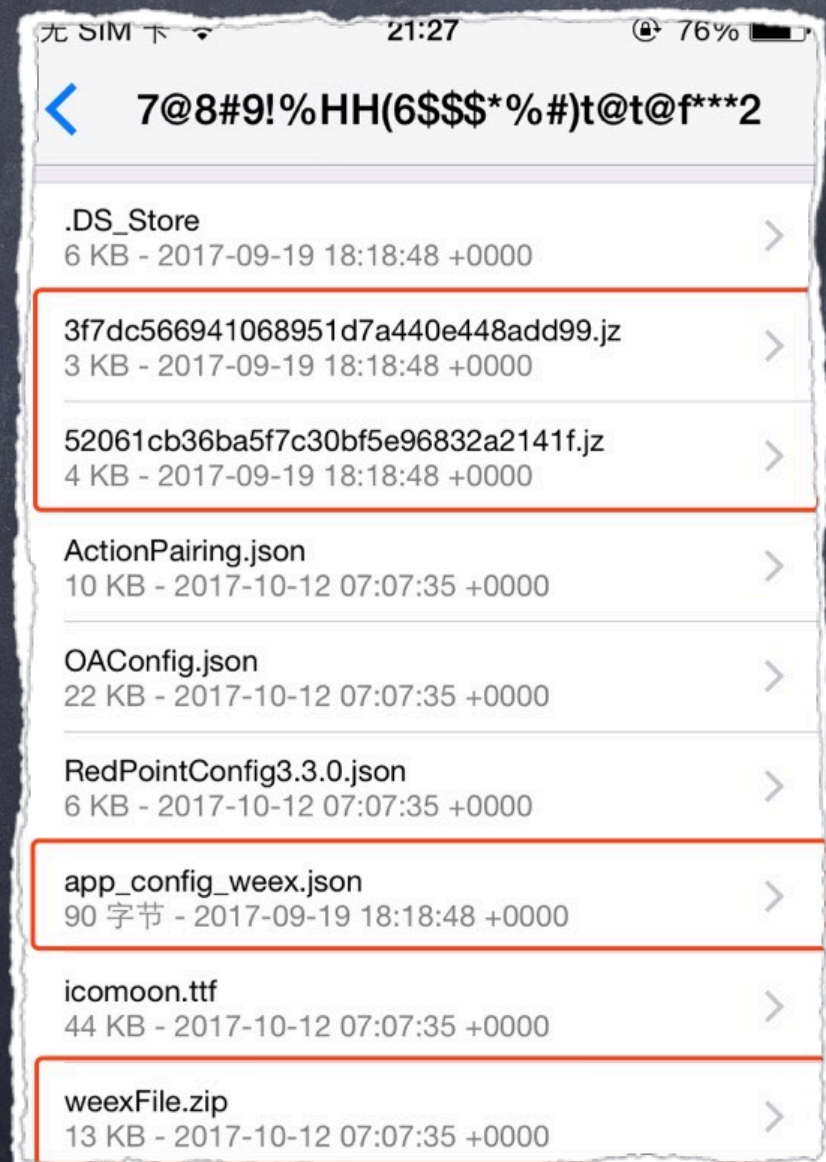 无 SIM 卡 21:27 76%
7@8#9!%HH(6$$$*%#)t@t@f***2
.DS_Store
6 KB - 2017-09-19 18:18:48 +0000
3f7dc566941068951d7a440e448add99.jz
3 KB - 2017-09-19 18:18:48 +0000
52061cb36ba5f7c30bf5e96832a2141f.jz
4 KB - 2017-09-19 18:18:48 +0000
ActionPairing.json
10 KB - 2017-10-12 07:07:35 +0000
OAConfig.json
22 KB - 2017-10-12 07:07:35 +0000
RedPointConfig3.3.0.json
6 KB - 2017-10-12 07:07:35 +0000
app_config_weex.json
90 字节 - 2017-09-19 18:18:48 +0000
icomoon.ttf
44 KB - 2017-10-12 07:07:35 +0000
weexFile.zip
13 KB - 2017-10-12 07:07:35 +0000